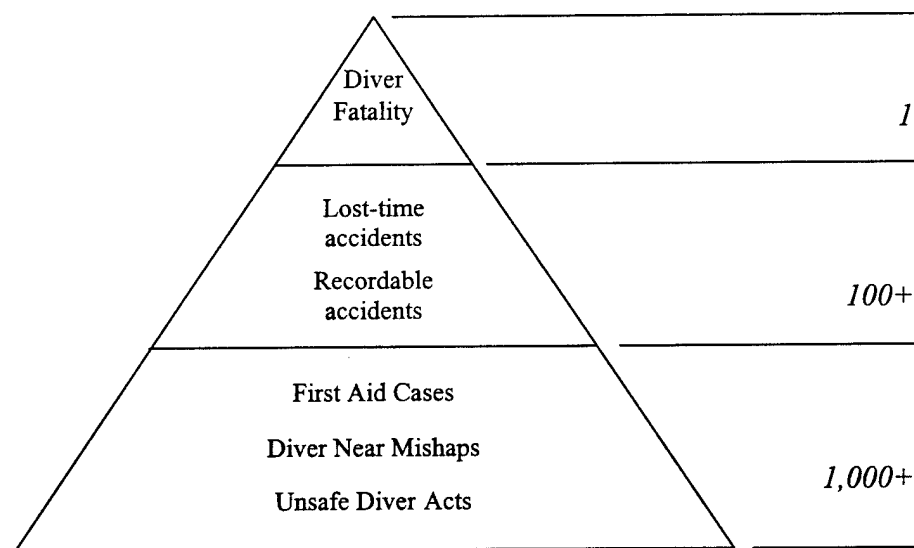 Diver
Fatality
1
Lost-time
accidents
Recordable
accidents
100+
First Aid Cases
Diver Near Mishaps
Unsafe Diver Acts
1,000+